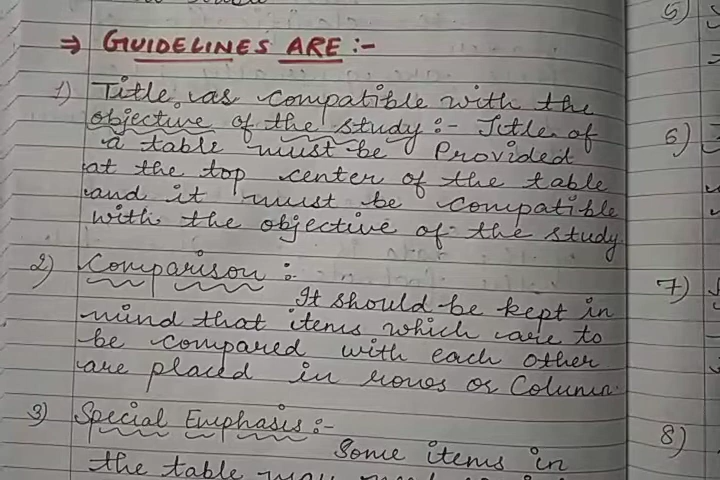 ⇒ GUIDELINES ARE :-
1) Title as compatible with the
objective of the study :- Title of
a table must be Provided
at the top center of the table
and it must be compatible
with the objective of the study.
2) Comparison :-
It should be kept in
mind that items which are to
be compared with each other
are placed in rows or Column.
3) Special Emphasis :-
Some items in
the table may
5)
6)
7)
8)